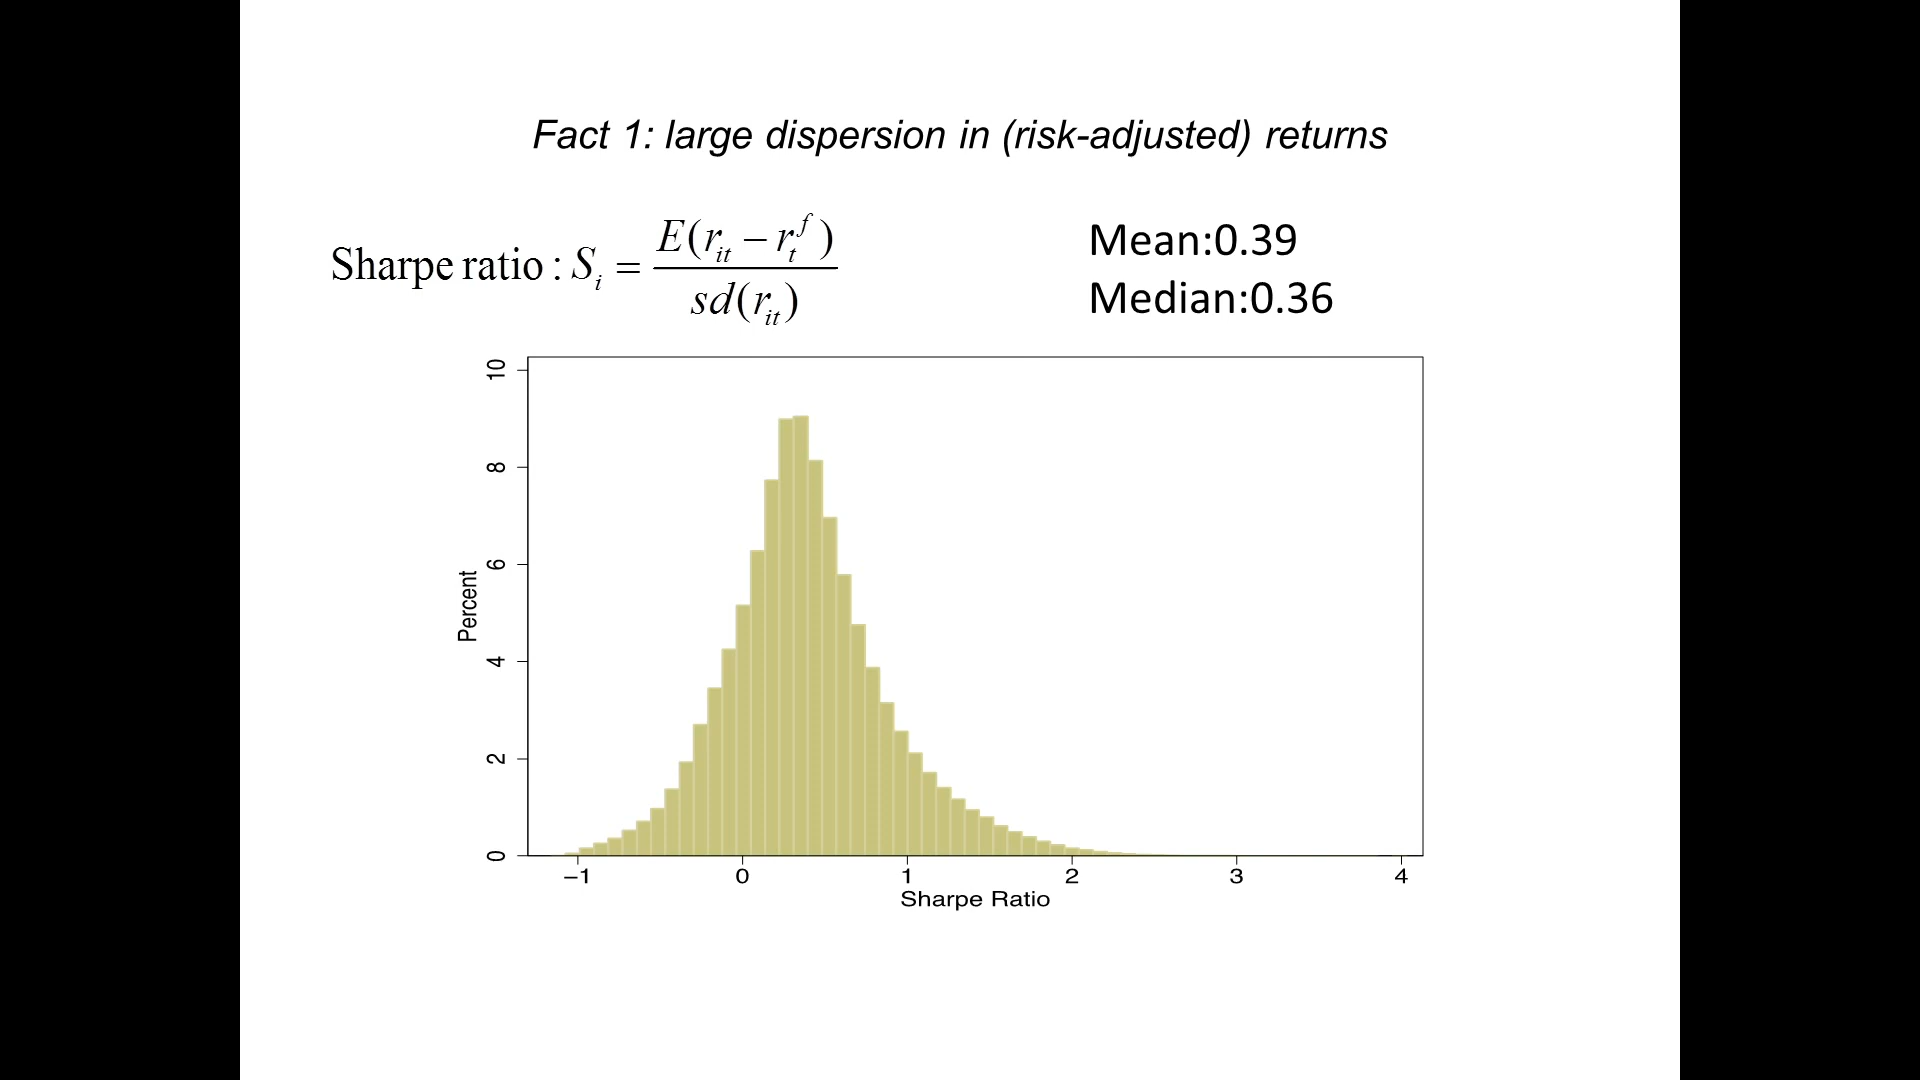 Fact 1: large dispersion in (risk-adjusted) returns
Sharpe ratio : S_i = E(r_it − r_t^f) / sd(r_it)
Mean:0.39
Median:0.36
10
8
6
4
2
0
Percent
−1 0 1 2 3 4
Sharpe Ratio